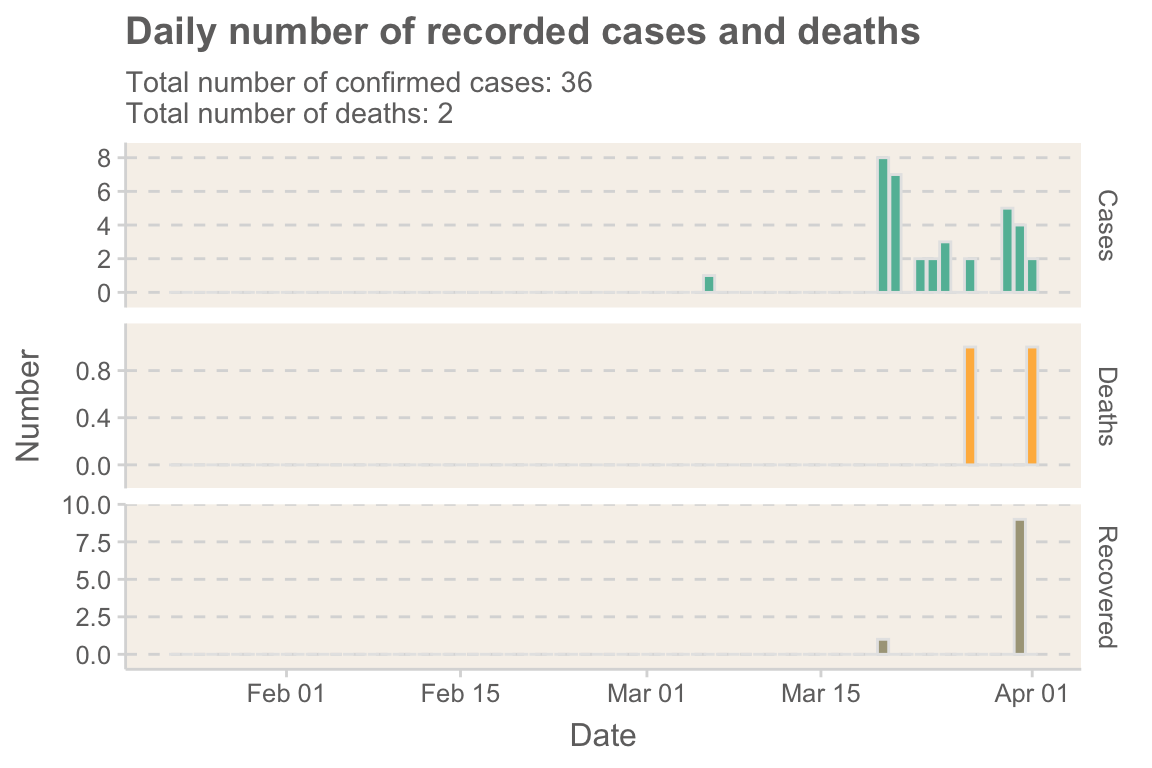 Daily number of recorded cases and deaths
Total number of confirmed cases: 36
Total number of deaths: 2
8
6
4
2
0
Cases
0.8
0.4
0.0
Deaths
10.0
7.5
5.0
2.5
0.0
Recovered
Number
Feb 01 Feb 15 Mar 01 Mar 15 Apr 01
Date